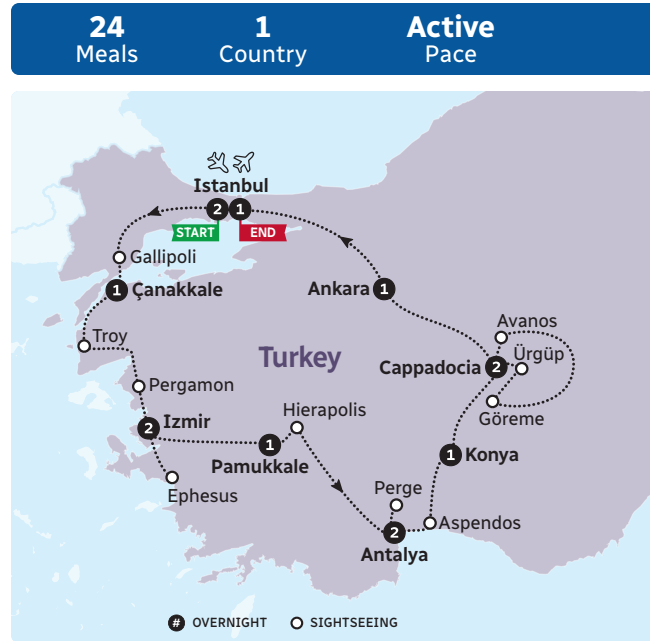 24
Meals
1
Country
Active
Pace
Istanbul
2
1
START
END
Gallipoli
1
Çanakkale
Ankara
1
Troy
Avanos
Turkey
Ürgüp
Cappadocia
2
Pergamon
Göreme
Hierapolis
2
Izmir
1
Pamukkale
1
Konya
Ephesus
Perge
Aspendos
2
Antalya
# OVERNIGHT
SIGHTSEEING